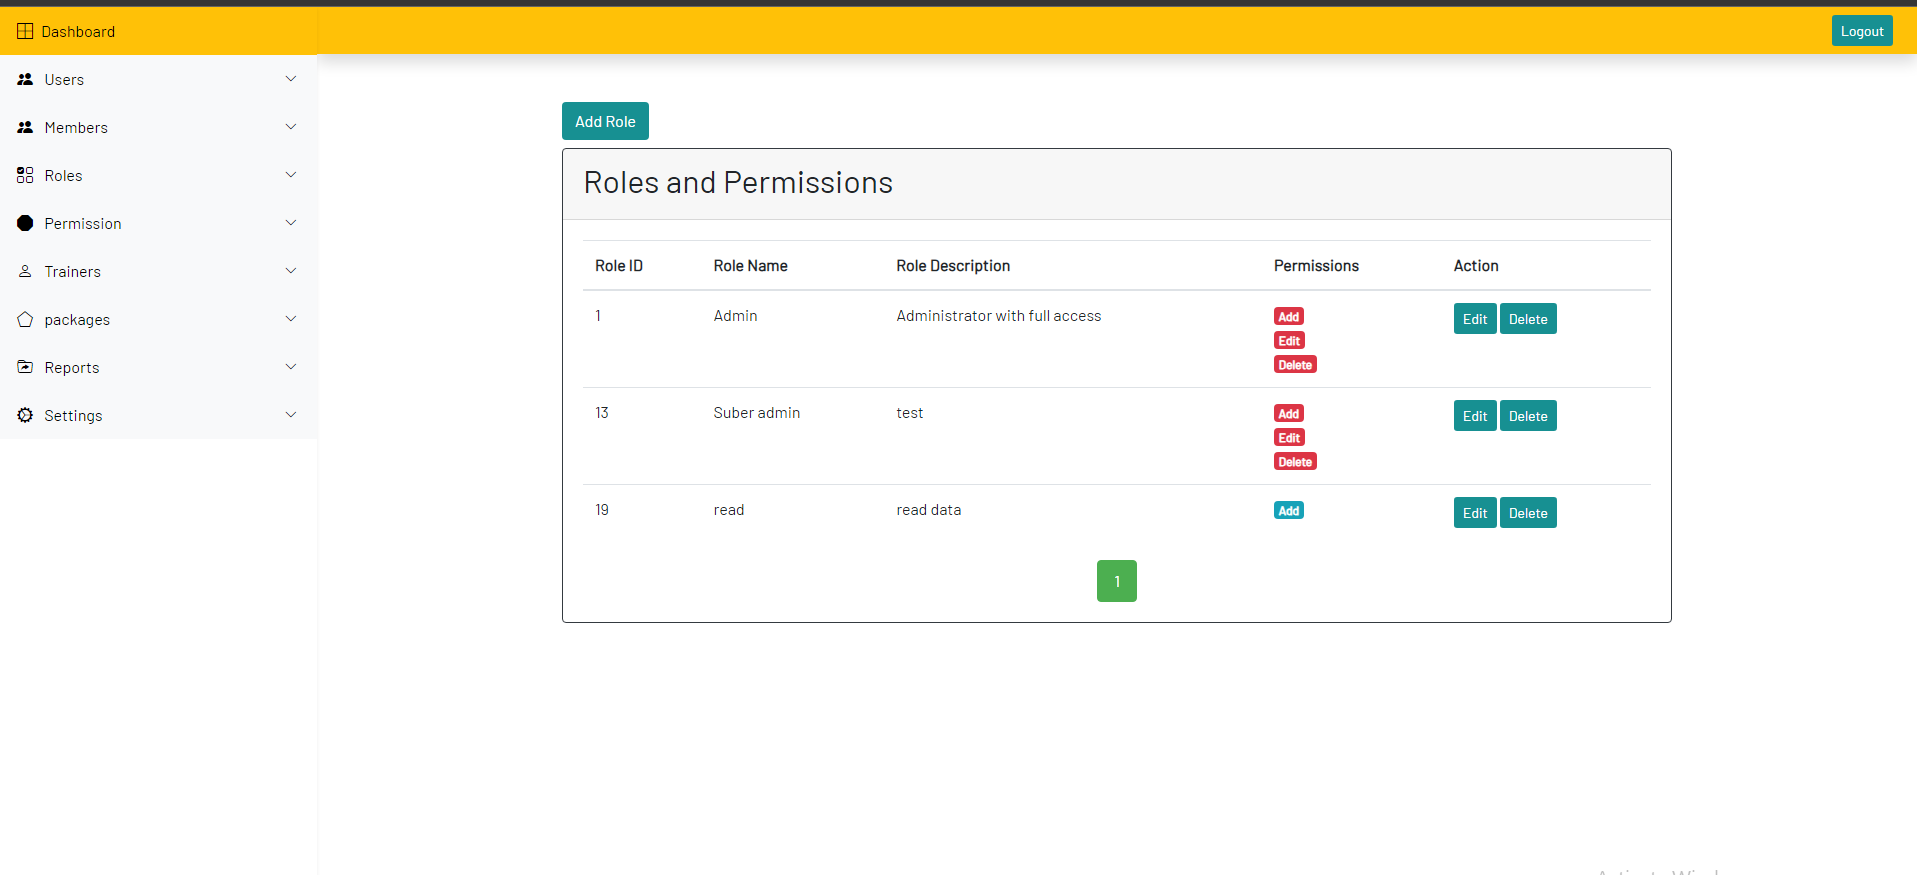 Dashboard
Logout
Users
Members
Roles
Permission
Trainers
packages
Reports
Settings
Add Role
Roles and Permissions
Role ID Role Name Role Description Permissions Action
1 Admin Administrator with full access Add Edit Delete
Edit
Delete
13 Suber admin test Add Edit Delete
Edit
Delete
19 read read data Add Edit Delete
1